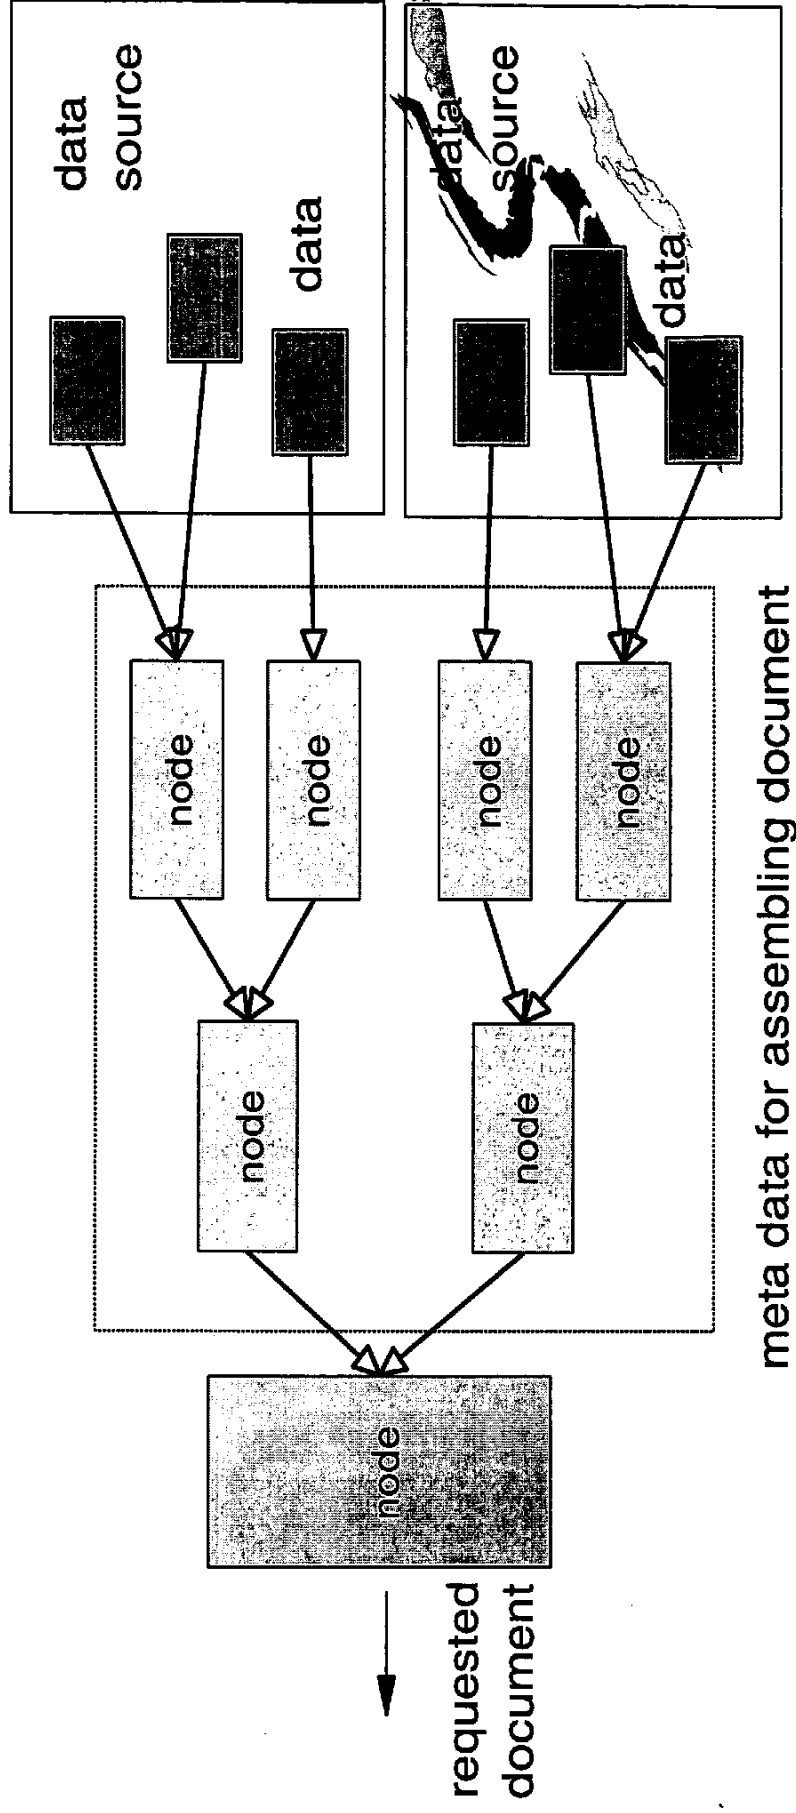 data
source
data
data
source
data
node
node
node
node
node
node
node
requested
document
meta data for assembling document